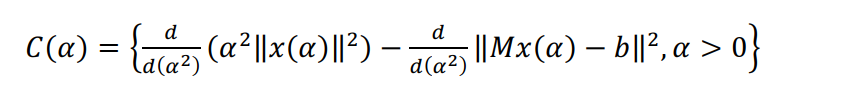 C(α) = {d/d(α²) (α²‖x(α)‖²) − d/d(α²) ‖Mx(α) − b‖², α > 0}